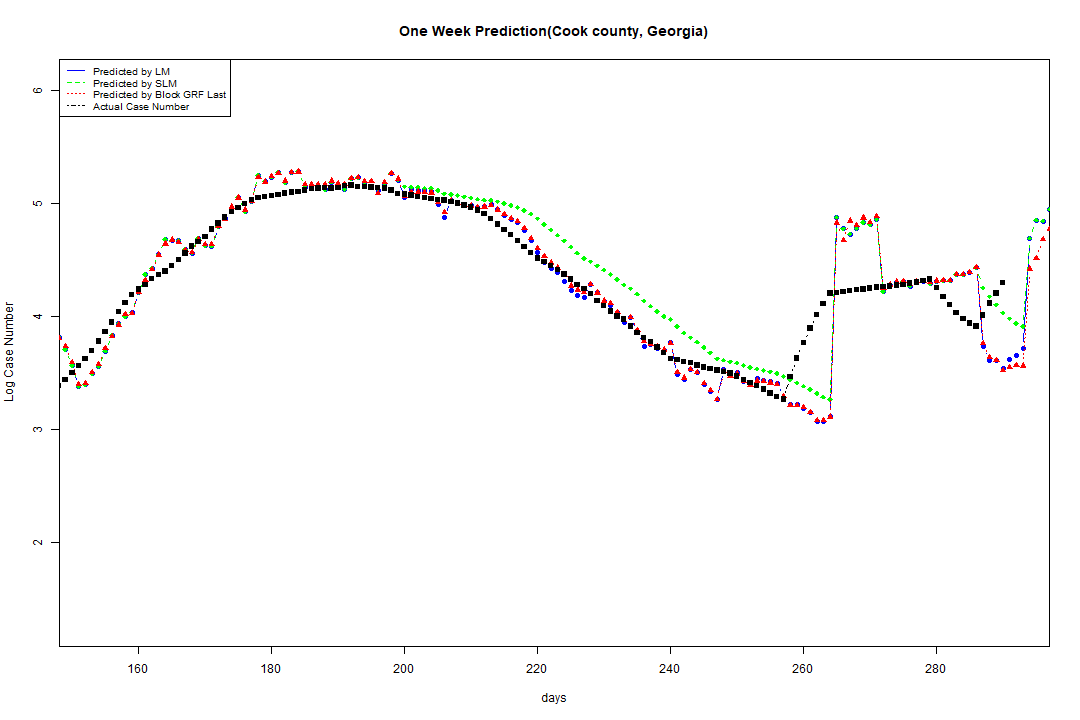 One Week Prediction(Cook county, Georgia)
Predicted by LM
Predicted by SLM
Predicted by Block GRF Last
Actual Case Number
6
5
4
3
2
Log Case Number
160 180 200 220 240 260 280
days